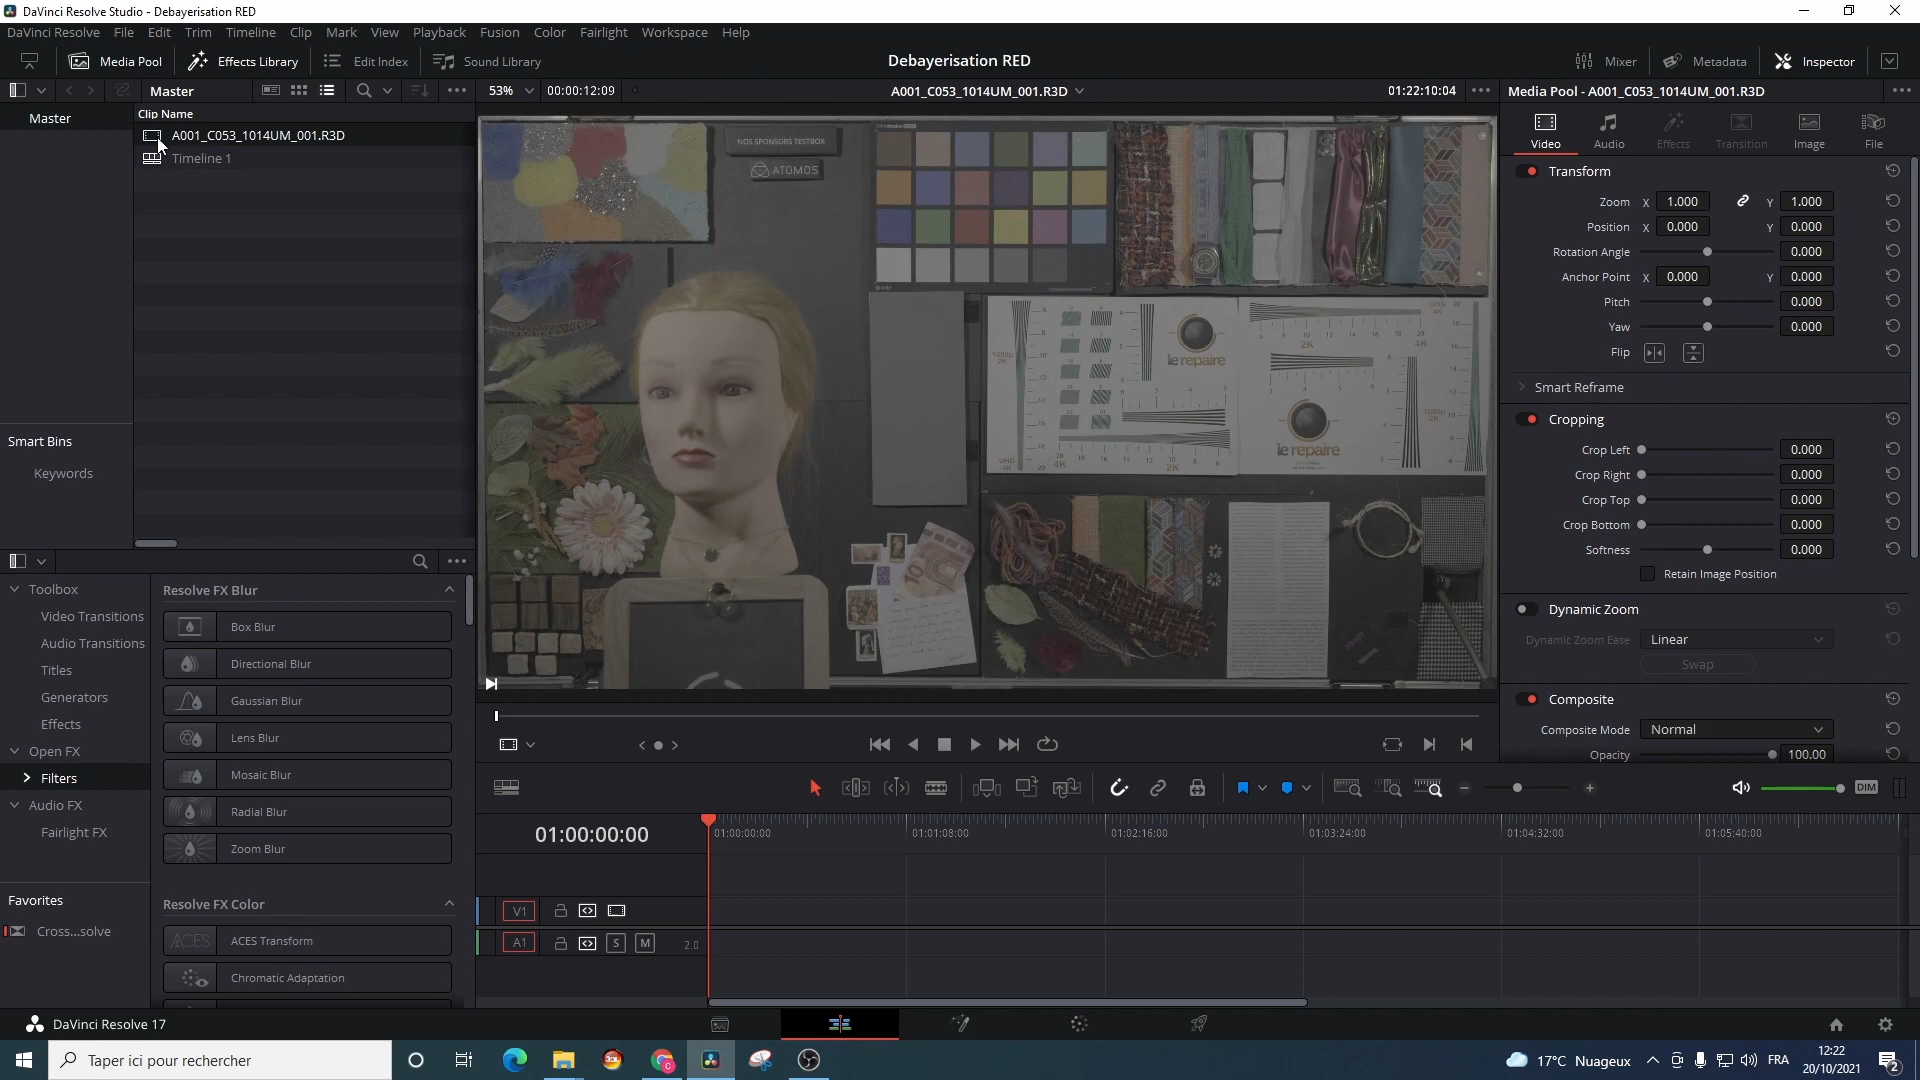 DaVinci Resolve Studio - Debayerisation RED
DaVinci Resolve File Edit Trim Timeline Clip Mark View Playback Fusion Color Fairlight Workspace Help
Media Pool Effects Library Edit Index Sound Library Debayerisation RED Mixer Metadata Inspector
Master 53% 00:00:12:09 A001_C053_1014UM_001.R3D 01:22:10:04 Media Pool - A001_C053_1014UM_001.R3D
Master
Clip Name
A001_C053_1014UM_001.R3D
Timeline 1
Smart Bins
Keywords
NOS SPONSORS TESTBOX
ATOMOS
le repaire
2K
4K
le repaire
2K
4K
10
Video Audio Effects Transition Image File
Transform
Zoom X 1.000 Y 1.000
Position X 0.000 Y 0.000
Rotation Angle 0.000
Anchor Point X 0.000 Y 0.000
Pitch 0.000
Yaw 0.000
Flip
Smart Reframe
Cropping
Crop Left 0.000
Crop Right 0.000
Crop Top 0.000
Crop Bottom 0.000
Softness 0.000
Retain Image Position
Dynamic Zoom
Dynamic Zoom Ease Linear
Swap
Composite
Composite Mode Normal
Opacity 100.00
Toolbox
Video Transitions
Audio Transitions
Titles
Generators
Effects
Open FX
Filters
Audio FX
Fairlight FX
Favorites
Cross...solve
Resolve FX Blur
Box Blur
Directional Blur
Gaussian Blur
Lens Blur
Mosaic Blur
Radial Blur
Zoom Blur
Resolve FX Color
ACES Transform
Chromatic Adaptation
DIM
01:00:00:00
01:00:00:00 01:01:08:00 01:02:16:00 01:03:24:00 01:04:32:00 01:05:40:00
V1
A1 S M 2.0
DaVinci Resolve 17
Taper ici pour rechercher
17°C Nuageux FRA 12:22
20/10/2021 2